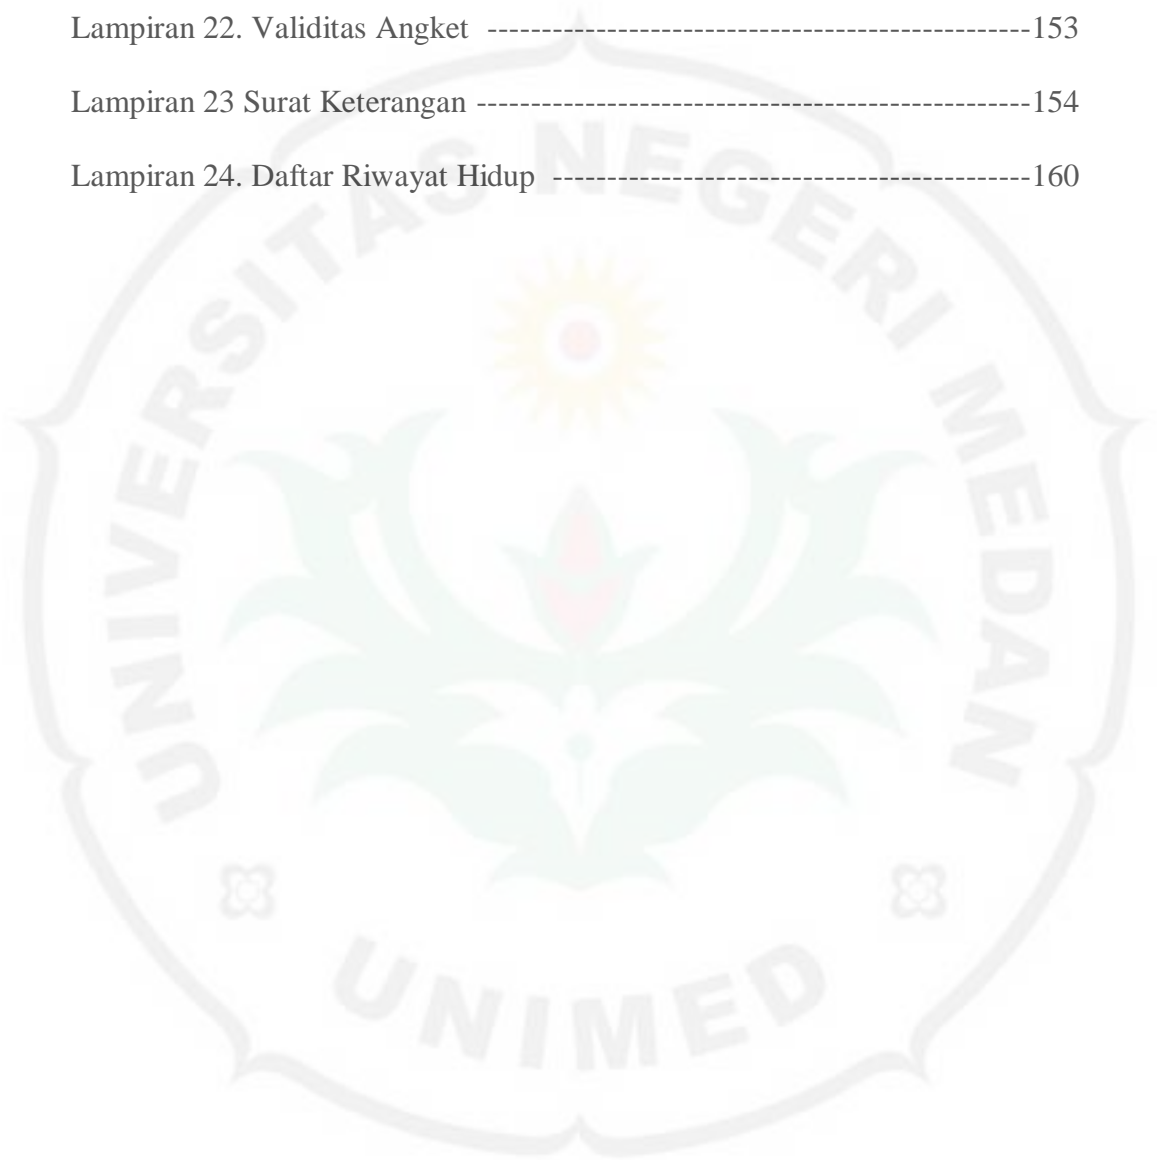 Lampiran 22. Validitas Angket -------------------------------------------------153
Lampiran 23 Surat Keterangan --------------------------------------------------154
Lampiran 24. Daftar Riwayat Hidup -------------------------------------------160
UNIVERSITAS NEGERI MEDAN
UNIMED